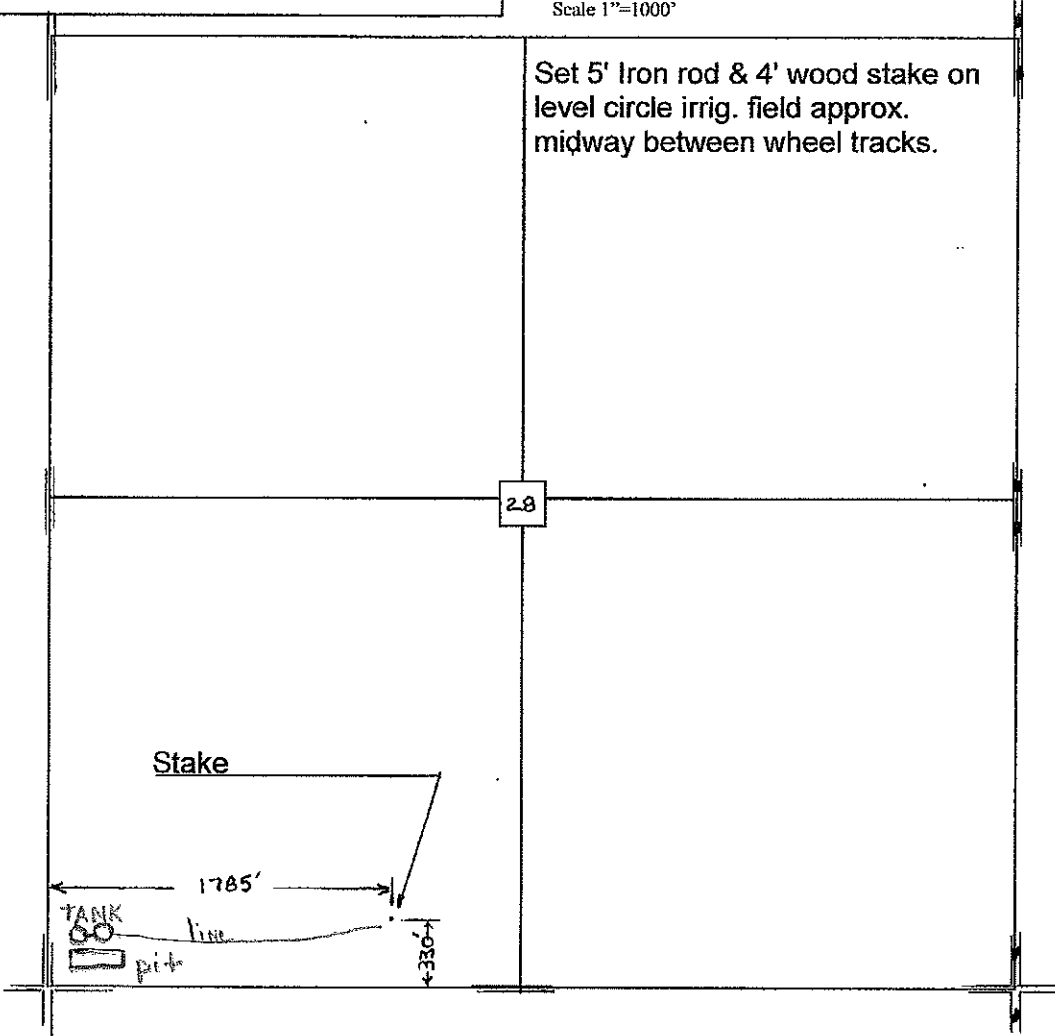 Scale 1"=1000'
Set 5' Iron rod & 4' wood stake on
level circle irrig. field approx.
midway between wheel tracks.
28
Stake
1785'
TANK
line
pit
330'